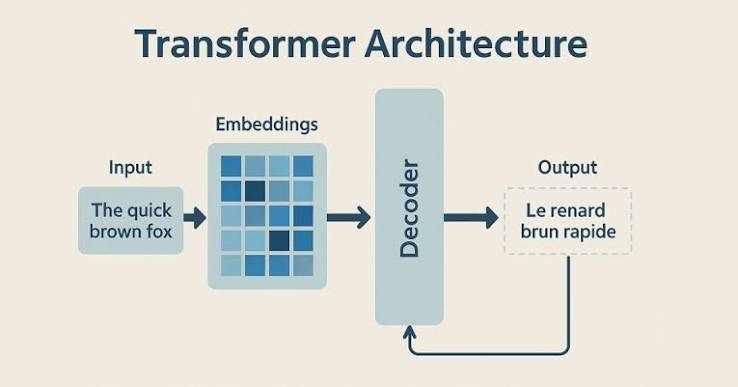 Transformer Architecture
Embeddings
Input
The quick
brown fox
Decoder
Output
Le renard
brun rapide